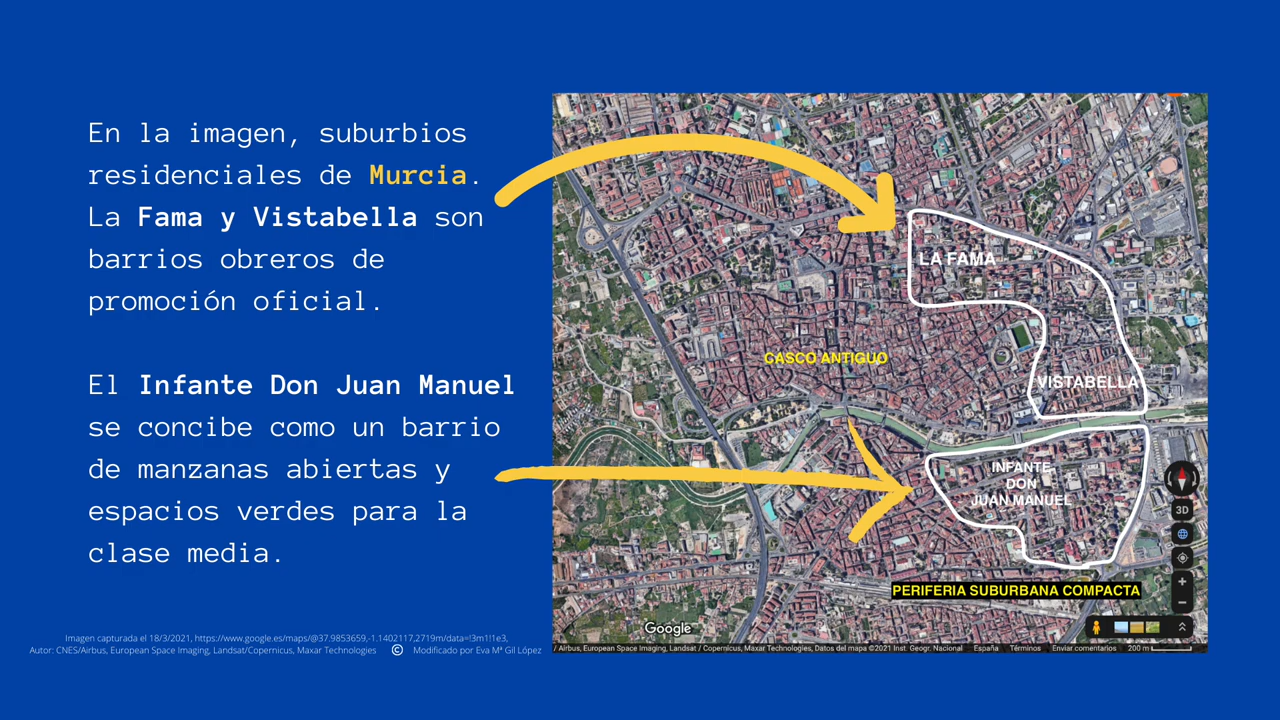 En la imagen, suburbios
residenciales de Murcia.
La Fama y Vistabella son
barrios obreros de
promoción oficial.
El Infante Don Juan Manuel
se concibe como un barrio
de manzanas abiertas y
espacios verdes para la
clase media.
Imagen capturada el 18/3/2021, https://www.google.es/maps/@37.9853659,-1.1402117,2719m/data=!3m1!1e3,
Autor: CNES/Airbus, European Space Imaging, Landsat/Copernicus, Maxar Technologies © Modificado por Eva Mª Gil López
LA FAMA
CASCO ANTIGUO
VISTABELLA
INFANTE
DON
JUAN MANUEL
3D
PERIFERIA SUBURBANA COMPACTA
Google
/ Airbus, European Space Imaging, Landsat / Copernicus, Maxar Technologies, Datos del mapa ©2021 Inst. Geogr. Nacional España Términos Enviar comentarios 200 m